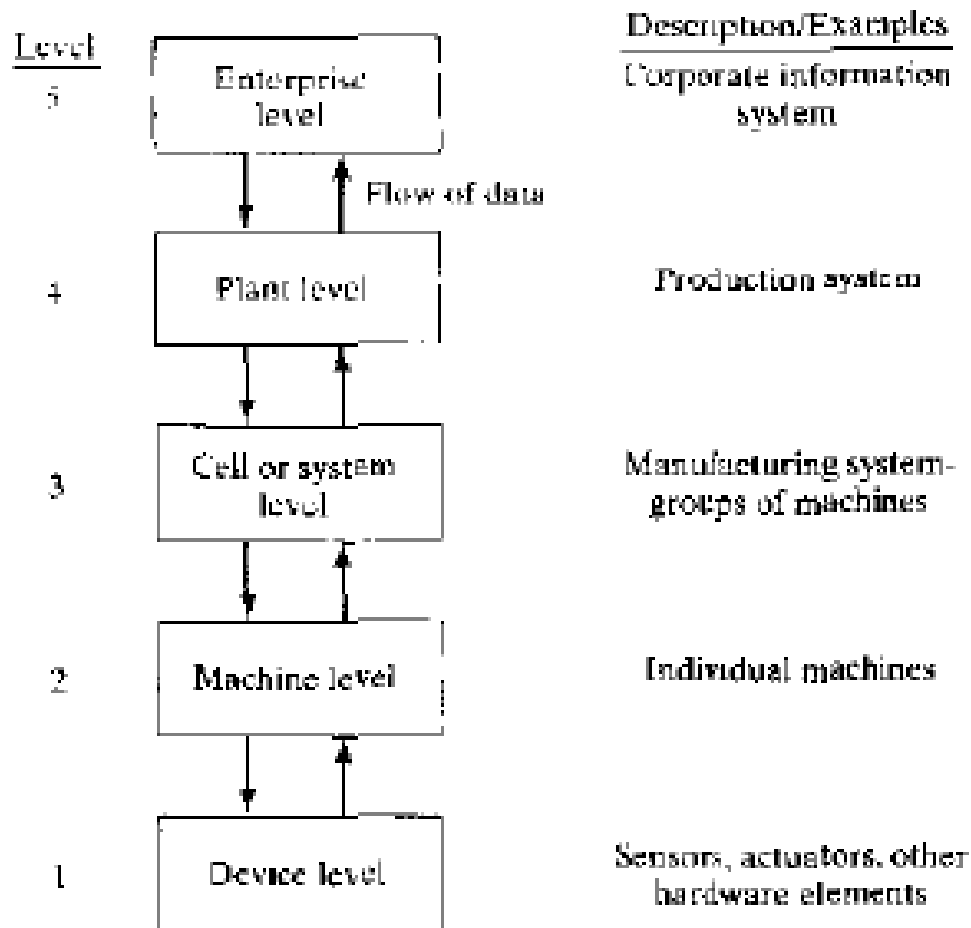 Level
Description/Examples
5
Enterprise
level
Corporate information
system
Flow of data
4
Plant level
Production system
3
Cell or system
level
Manufacturing system-
groups of machines
2
Machine level
Individual machines
1
Device level
Sensors, actuators, other
hardware elements